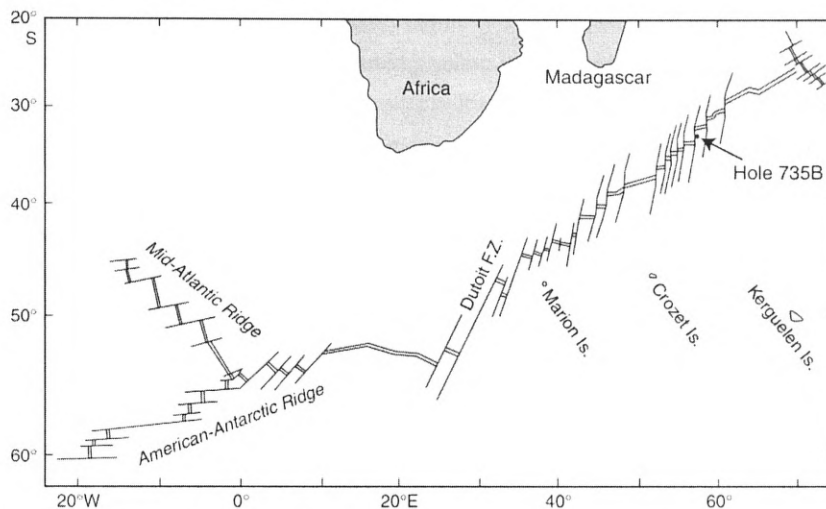 20°
S
30°
40°
50°
60°
Africa
Madagascar
Hole 735B
Mid-Atlantic Ridge
Dutoit F.Z.
Marion Is.
Crozet Is.
Kerguelen Is.
American-Antarctic Ridge
20°W
0°
20°E
40°
60°